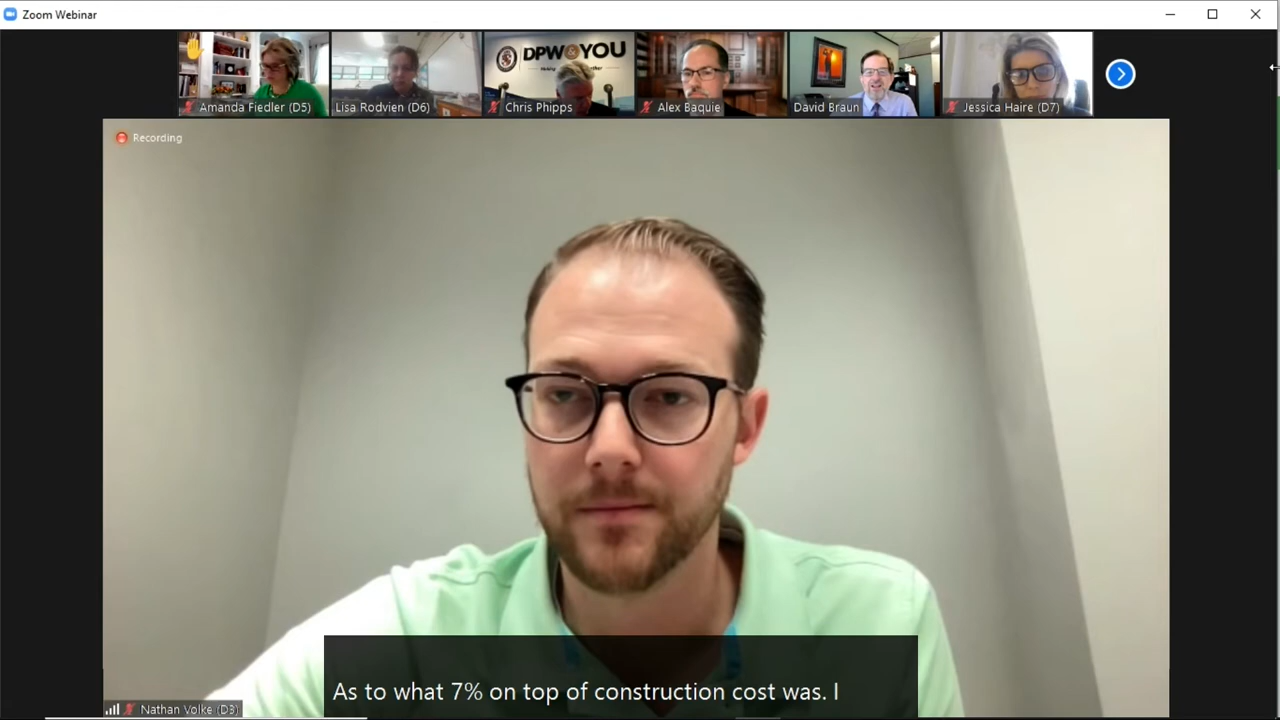 Zoom Webinar
DPW YOU
Amanda Fiedler (D5)
Lisa Rodvien (D6)
Chris Phipps
Alex Baquie
David Braun
Jessica Haire (D7)
Recording
As to what 7% on top of construction cost was. I
Nathan Volke (D3)